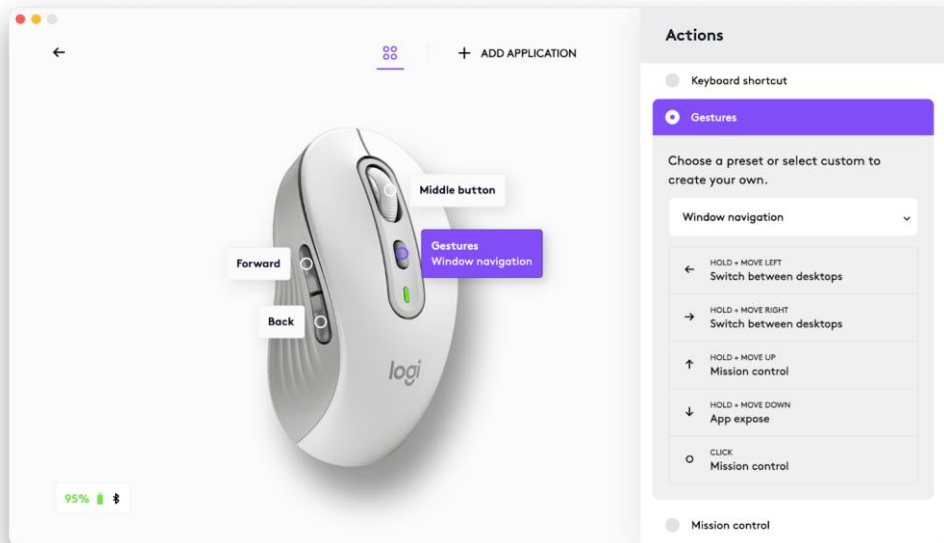 ADD APPLICATION
Middle button
Gestures
Window navigation
Forward
Back
logi
95%
Actions
Keyboard shortcut
Gestures
Choose a preset or select custom to
create your own.
Window navigation
HOLD + MOVE LEFT
Switch between desktops
HOLD + MOVE RIGHT
Switch between desktops
HOLD + MOVE UP
Mission control
HOLD + MOVE DOWN
App expose
CLICK
Mission control
Mission control